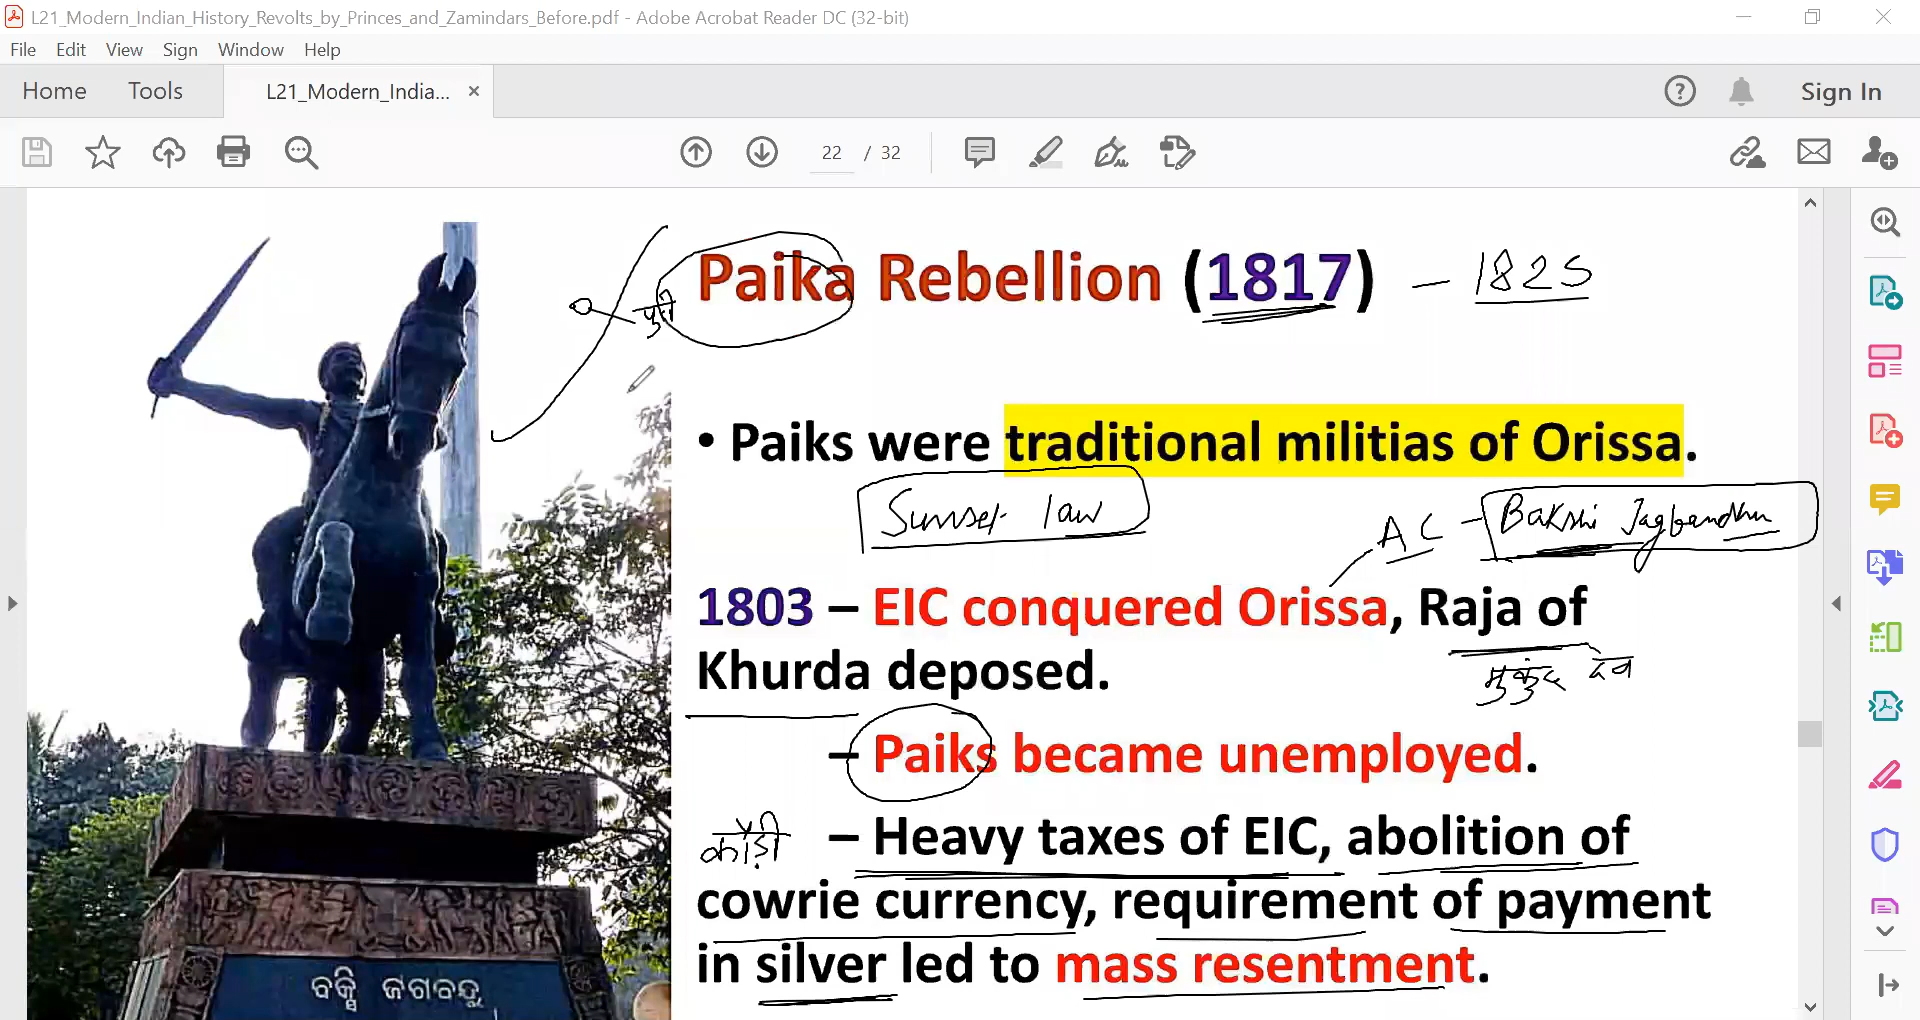 L21_Modern_Indian_History_Revolts_by_Princes_and_Zamindars_Before.pdf - Adobe Acrobat Reader DC (32-bit)
File Edit View Sign Window Help
Home Tools L21_Modern_India... × Sign In
22 / 32
Paika Rebellion (1817) – 1825
• Paiks were traditional militias of Orissa.
Sunset law
AC – Bakshi Jagbandhu
1803 – EIC conquered Orissa, Raja of
मुकुंद देव
Khurda deposed.
– Paiks became unemployed.
कौड़ी
– Heavy taxes of EIC, abolition of
cowrie currency, requirement of payment
in silver led to mass resentment.
ବକ୍ସି ଜଗବନ୍ଧୁ